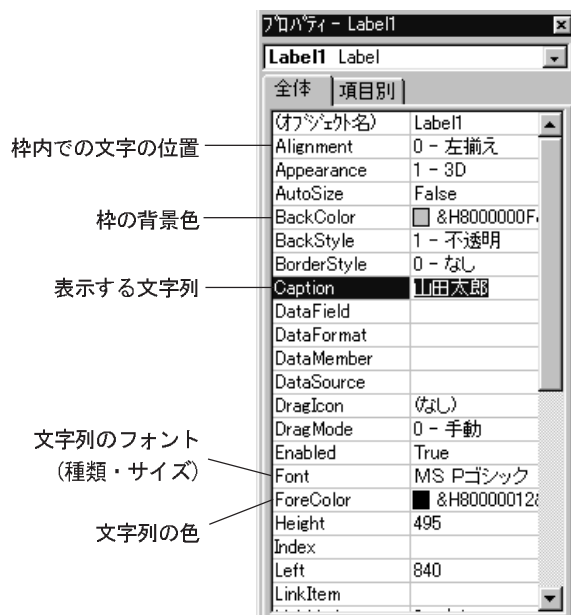 プロパティ - Label1
Label1 Label
全体 項目別
(オブジェクト名) Label1
枠内での文字の位置 Alignment 0 - 左揃え
Appearance 1 - 3D
AutoSize False
枠の背景色 BackColor &H8000000F&
BackStyle 1 - 不透明
BorderStyle 0 - なし
表示する文字列 Caption 山田太郎
DataField
DataFormat
DataMember
DataSource
DragIcon (なし)
DragMode 0 - 手動
文字列のフォント Enabled True
(種類・サイズ) Font MS Pゴシック
ForeColor &H80000012&
文字列の色 Height 495
Index
Left 840
LinkItem